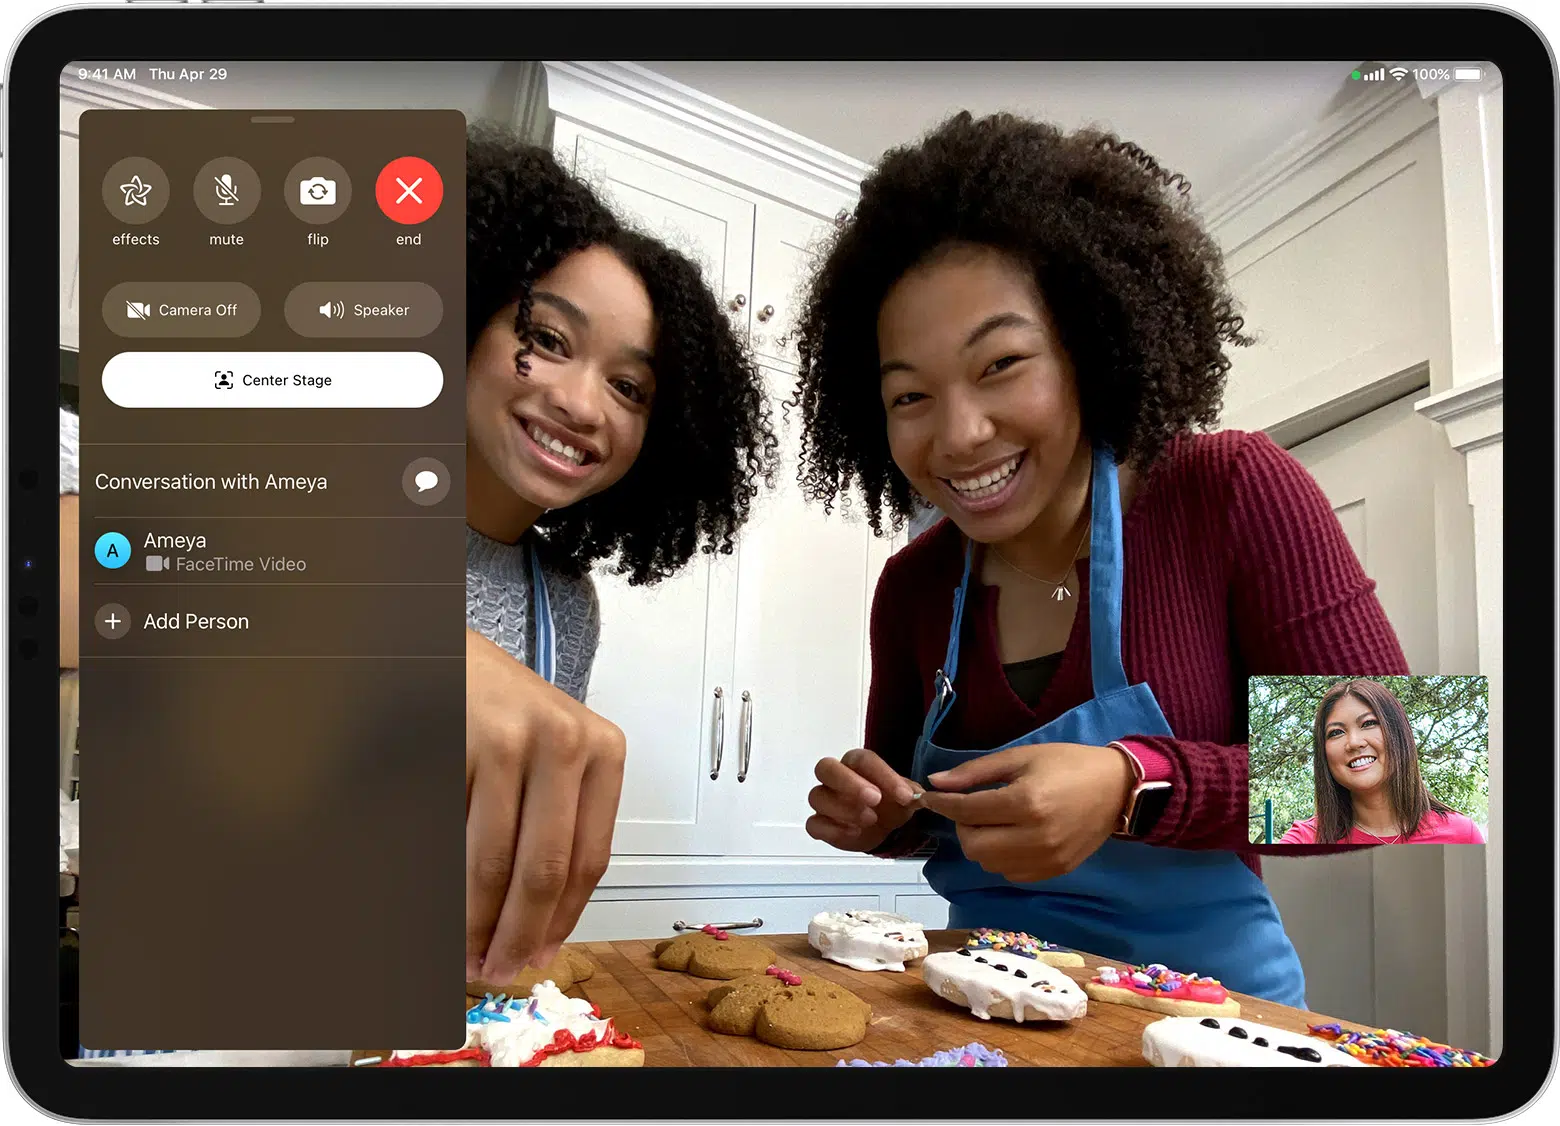 9:41 AM Thu Apr 29
100%
effects
mute
flip
end
Camera Off
Speaker
Center Stage
Conversation with Ameya
A
Ameya
FaceTime Video
Add Person